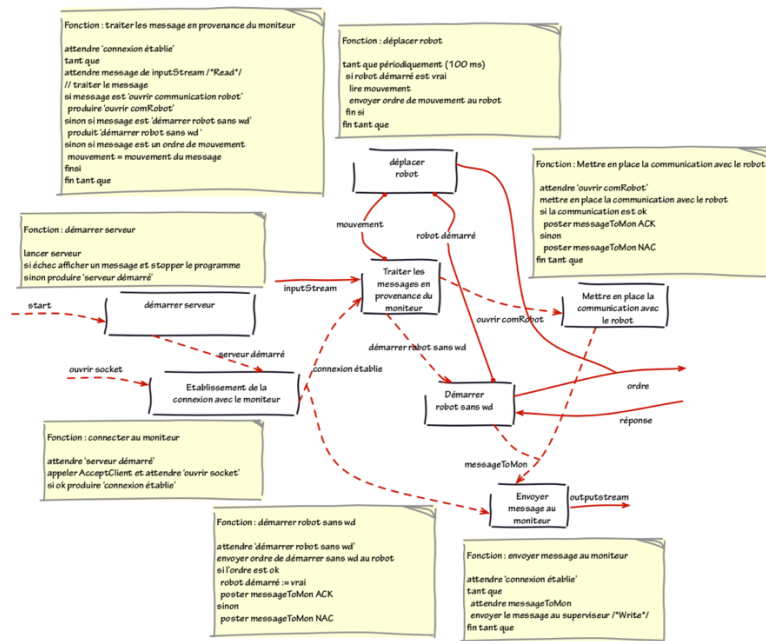 Fonction : traiter les message en provenance du moniteur
attendre 'connexion établie'
tant que
attendre message de inputStream /*Read*/
// traiter le message
si message est 'ouvrir communication robot'
produire 'ouvrir comRobot'
sinon si message est 'démarrer robot sans wd'
produit 'démarrer robot sans wd '
sinon si message est un ordre de mouvement
mouvement = mouvement du message
finsi
fin tant que
Fonction : déplacer robot
tant que périodiquement (100 ms)
si robot démarré est vrai
lire mouvement
envoyer ordre de mouvement au robot
fin si
fin tant que
déplacer
robot
Fonction : Mettre en place la communication avec le robot
attendre 'ouvrir comRobot'
mettre en place la communication avec le robot
si la communication est ok
poster messageToMon ACK
sinon
poster messageToMon NAC
fin tant que
Fonction : démarrer serveur
lancer serveur
si échec afficher un message et stopper le programme
sinon produire 'serveur démarré'
mouvement
robot démarré
inputStream
Traiter les
messages en
provenance du
moniteur
Mettre en place la
communication avec
le robot
start
démarrer serveur
ouvrir comRobot
démarrer robot sans wd
serveur démarré
connexion établie
ouvrir socket
Etablissement de la
connexion avec le moniteur
Démarrer
robot sans wd
ordre
réponse
Fonction : connecter au moniteur
attendre 'serveur démarré'
appeler AcceptClient et attendre 'ouvrir socket'
si ok produire 'connexion établie'
messageToMon
Envoyer
message au
moniteur
outputstream
Fonction : démarrer robot sans wd
attendre 'démarrer robot sans wd'
envoyer ordre de démarrer sans wd au robot
si l'ordre est ok
robot démarré := vrai
poster messageToMon ACK
sinon
poster messageToMon NAC
Fonction : envoyer message au moniteur
attendre 'connexion établie'
tant que
attendre messageToMon
envoyer le message au superviseur /*Write*/
fin tant que